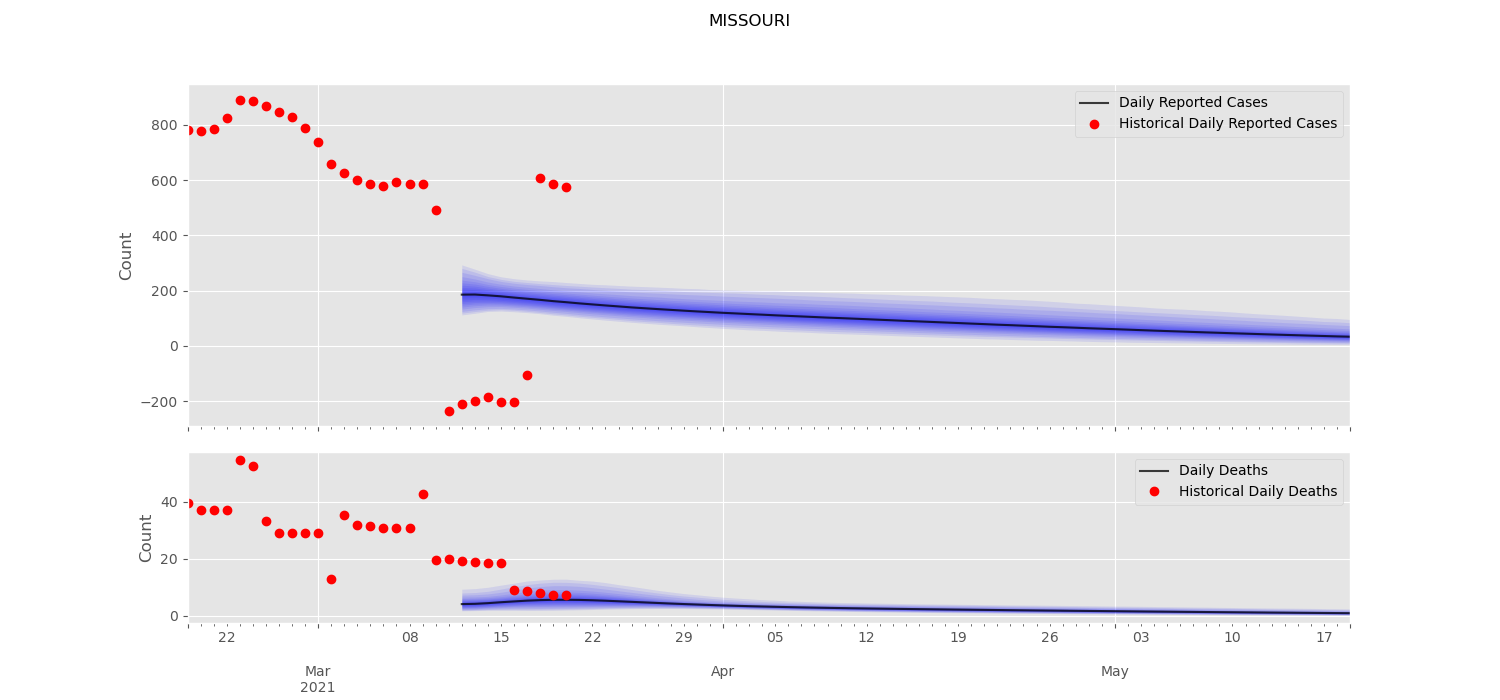 MISSOURI
Daily Reported Cases
Historical Daily Reported Cases
Count
800
600
400
200
0
−200
Daily Deaths
Historical Daily Deaths
Count
40
20
0
22 08 15 22 29 05 12 19 26 03 10 17
Mar Apr May
2021